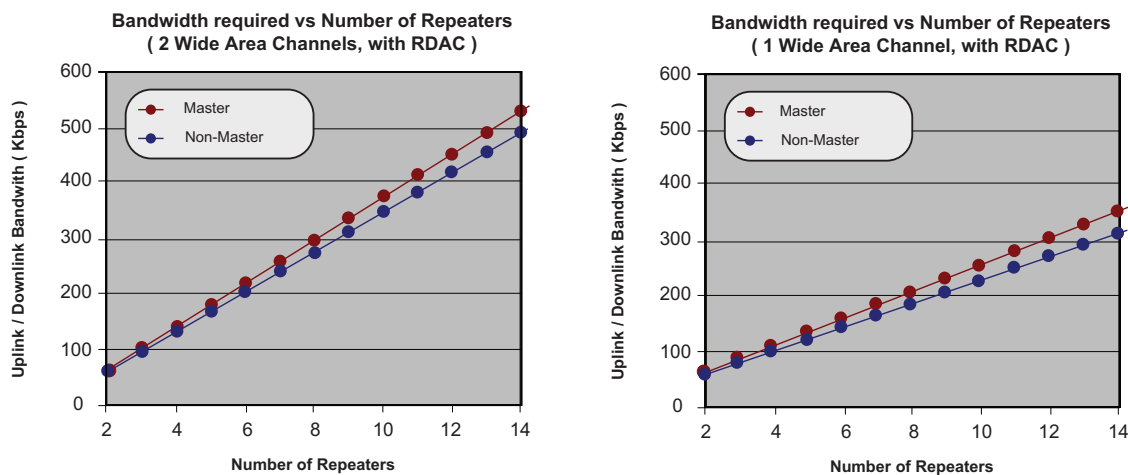 Bandwidth required vs Number of Repeaters
( 2 Wide Area Channels, with RDAC )
Uplink / Downlink Bandwith ( Kbps )
600
500
400
300
200
100
0
Master
Non-Master
2 4 6 8 10 12 14
Number of Repeaters
Bandwidth required vs Number of Repeaters
( 1 Wide Area Channel, with RDAC )
Uplink / Downlink Bandwidth ( Kbps )
600
500
400
300
200
100
0
Master
Non-Master
2 4 6 8 10 12 14
Number of Repeaters